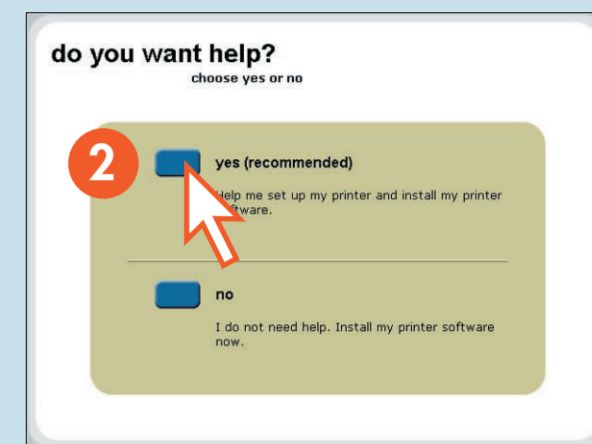 do you want help?
choose yes or no
2
yes (recommended)
Help me set up my printer and install my printer
software.
no
I do not need help. Install my printer software
now.